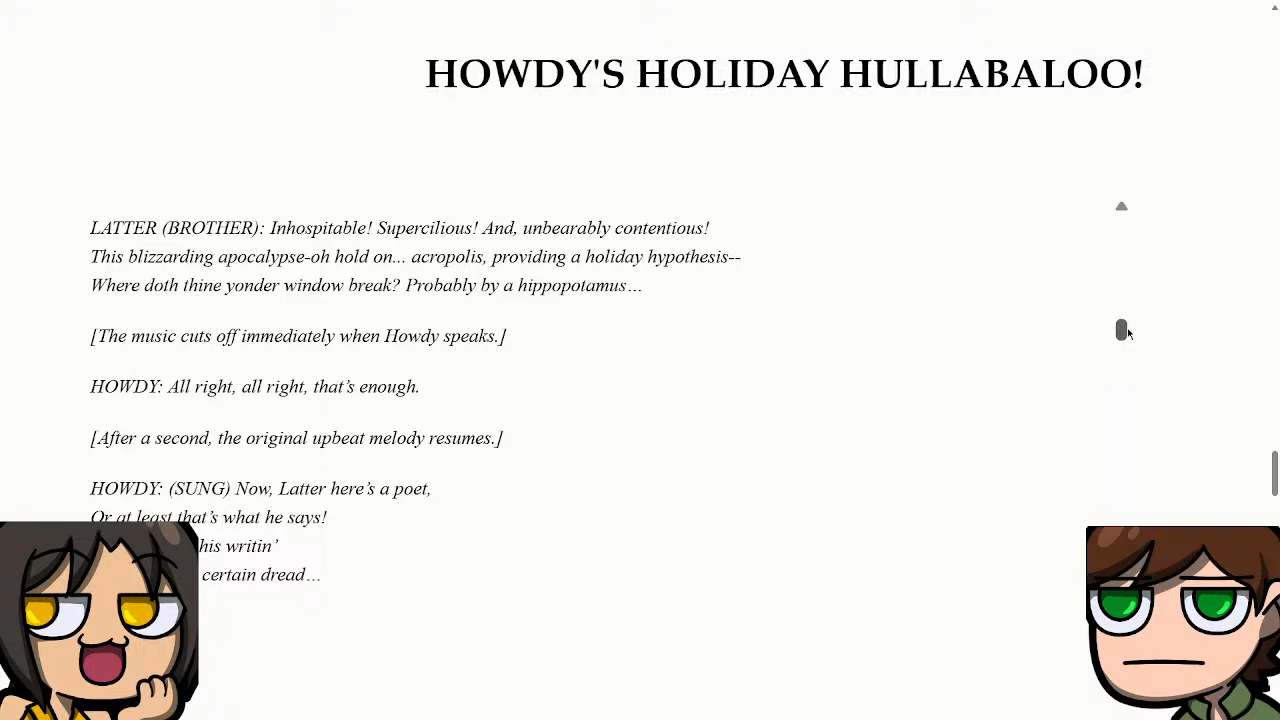 HOWDY'S HOLIDAY HULLABALOO!
LATTER (BROTHER): Inhospitable! Supercilious! And, unbearably contentious!
This blizzarding apocalypse-oh hold on... acropolis, providing a holiday hypothesis--
Where doth thine yonder window break? Probably by a hippopotamus…
[The music cuts off immediately when Howdy speaks.]
HOWDY: All right, all right, that’s enough.
[After a second, the original upbeat melody resumes.]
HOWDY: (SUNG) Now, Latter here’s a poet,
Or at least that’s what he says!
his writin’
certain dread…